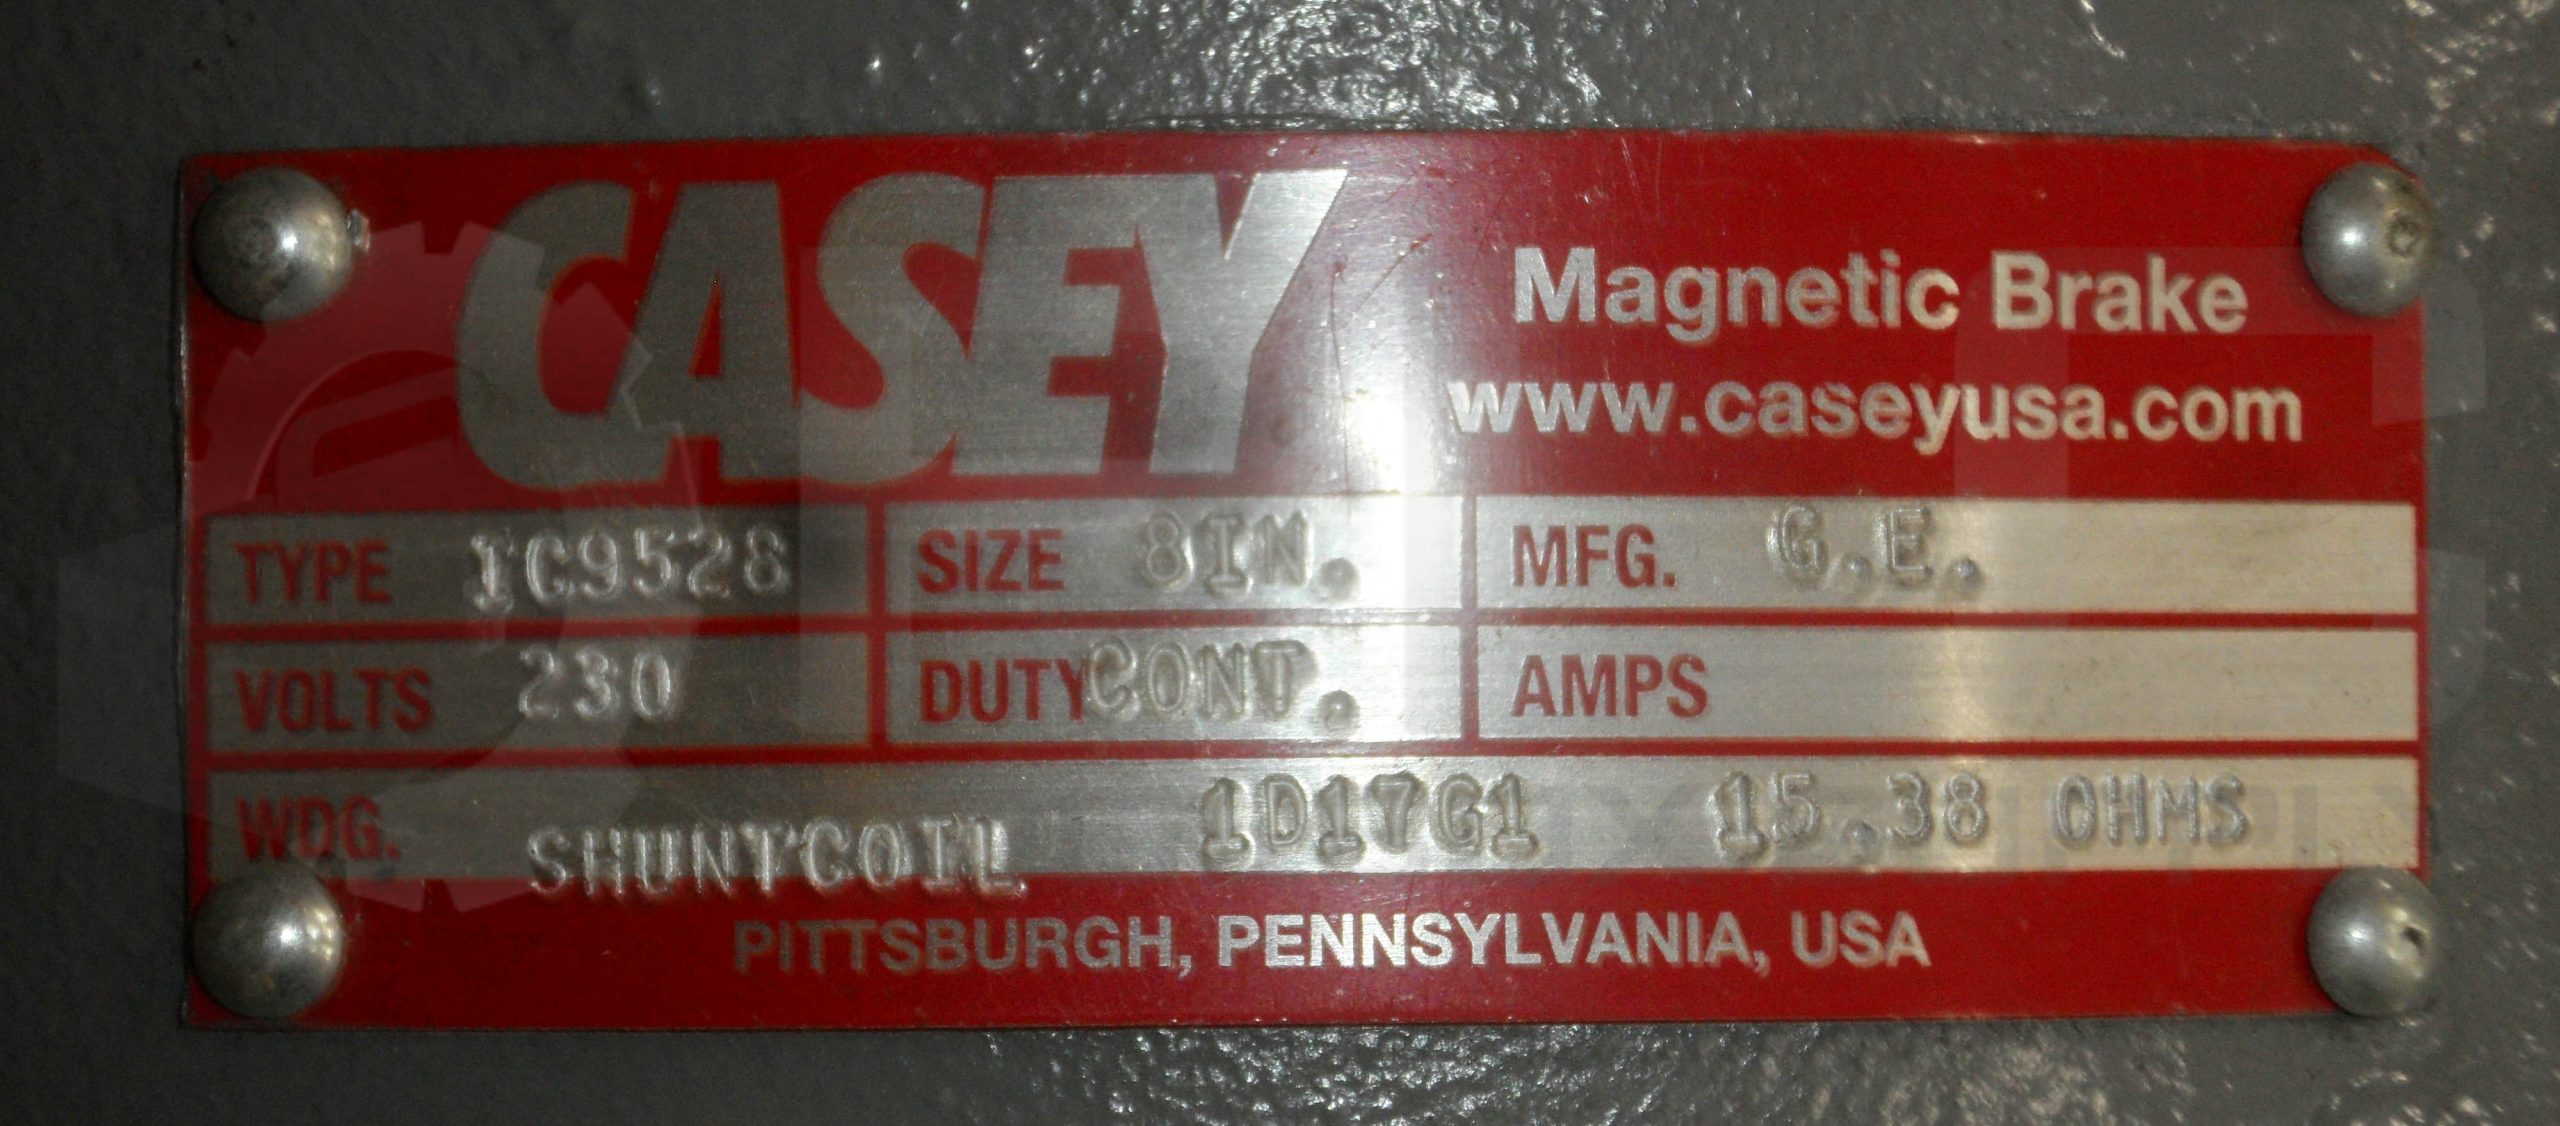 CASEY
Magnetic Brake
www.caseyusa.com
TYPE IC9528 SIZE 8IN. MFG. G.E.
VOLTS 230 DUTY CONT. AMPS
WDG. SHUNTCOIL 1D17G1 15.38 OHMS
PITTSBURGH, PENNSYLVANIA, USA